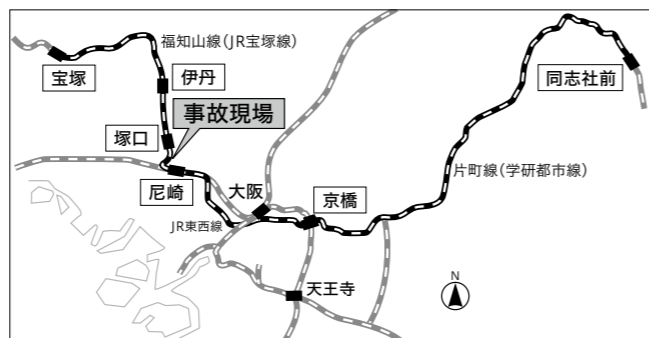 福知山線(JR宝塚線)
宝塚
伊丹
同志社前
事故現場
塚口
片町線(学研都市線)
尼崎
大阪
京橋
JR東西線
天王寺
N